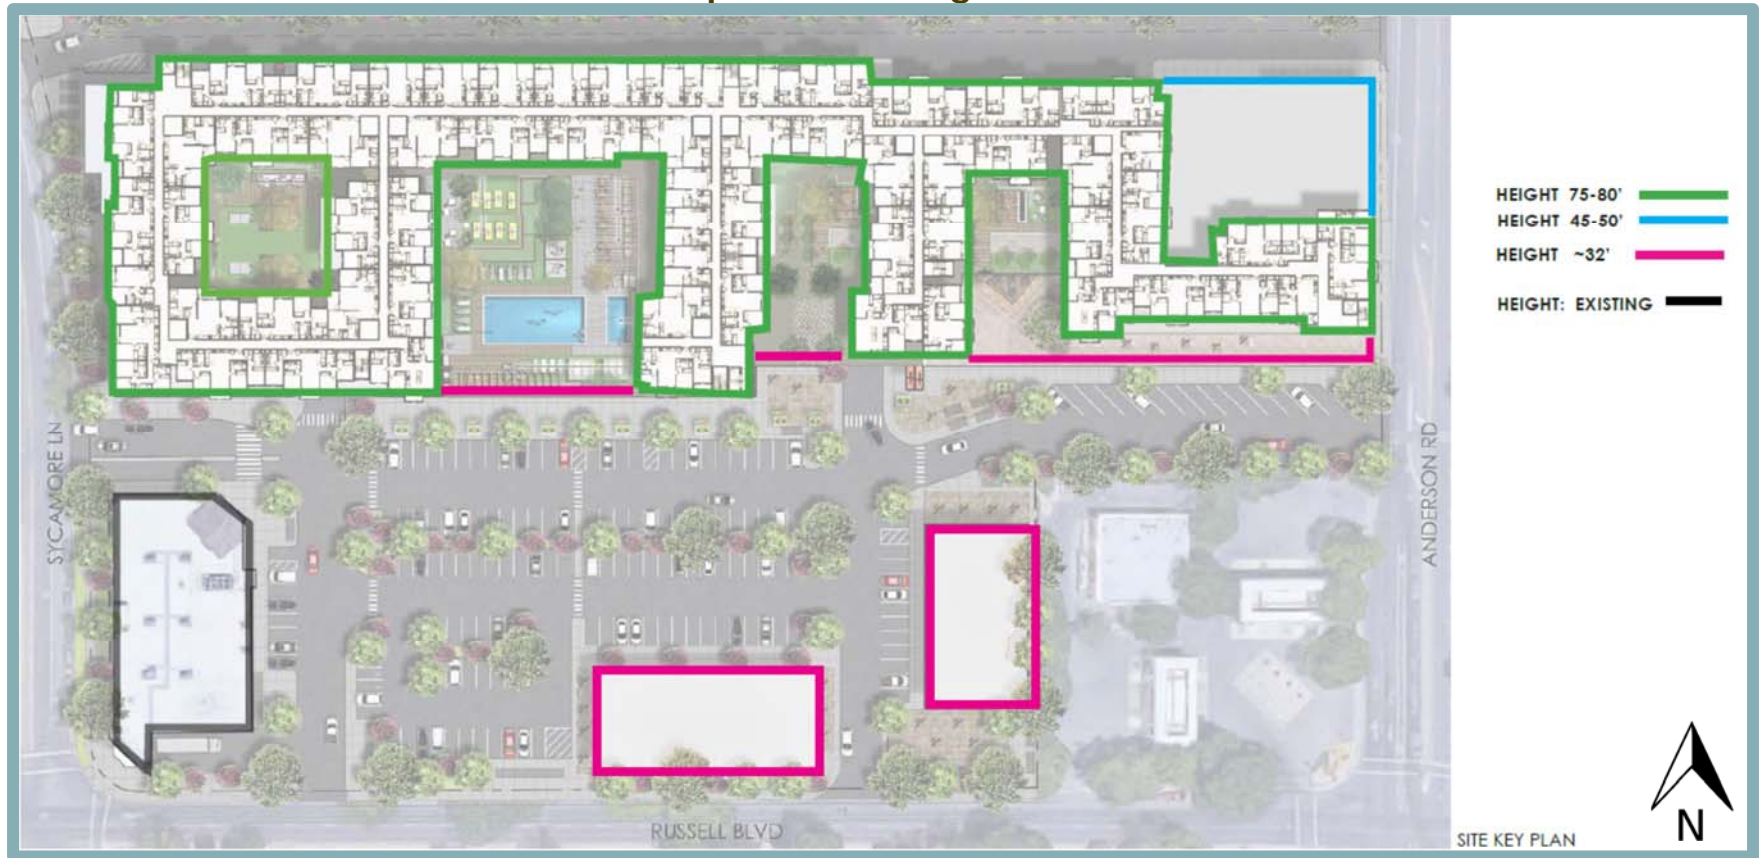 HEIGHT 75-80'
HEIGHT 45-50'
HEIGHT ~32'
HEIGHT: EXISTING
SYCAMORE LN
ANDERSON RD
RUSSELL BLVD
SITE KEY PLAN
N